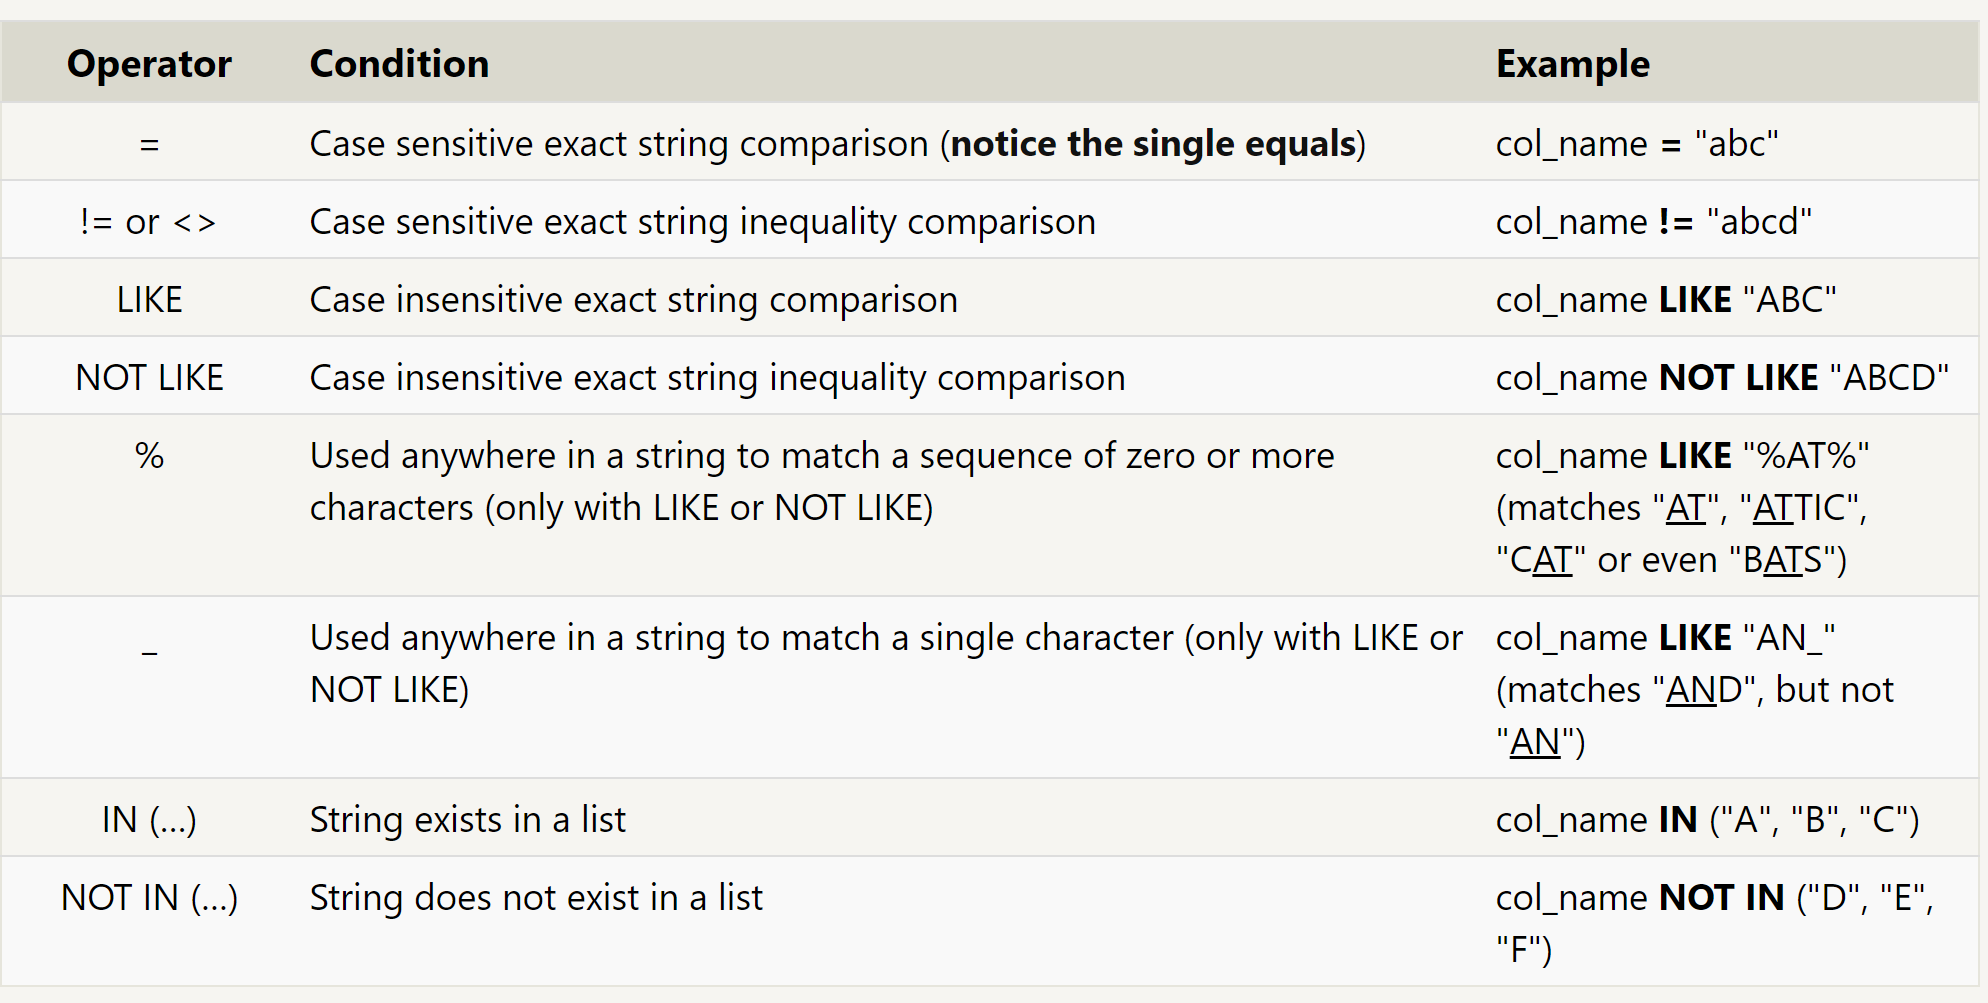 Operator Condition Example
= Case sensitive exact string comparison (notice the single equals) col_name = "abc"
!= or <> Case sensitive exact string inequality comparison col_name != "abcd"
LIKE Case insensitive exact string comparison col_name LIKE "ABC"
NOT LIKE Case insensitive exact string inequality comparison col_name NOT LIKE "ABCD"
% Used anywhere in a string to match a sequence of zero or more col_name LIKE "%AT%"
characters (only with LIKE or NOT LIKE) (matches "AT", "ATTIC",
"CAT" or even "BATS")
_ Used anywhere in a string to match a single character (only with LIKE or col_name LIKE "AN_"
NOT LIKE) (matches "AND", but not
"AN")
IN (…) String exists in a list col_name IN ("A", "B", "C")
NOT IN (…) String does not exist in a list col_name NOT IN ("D", "E",
"F")